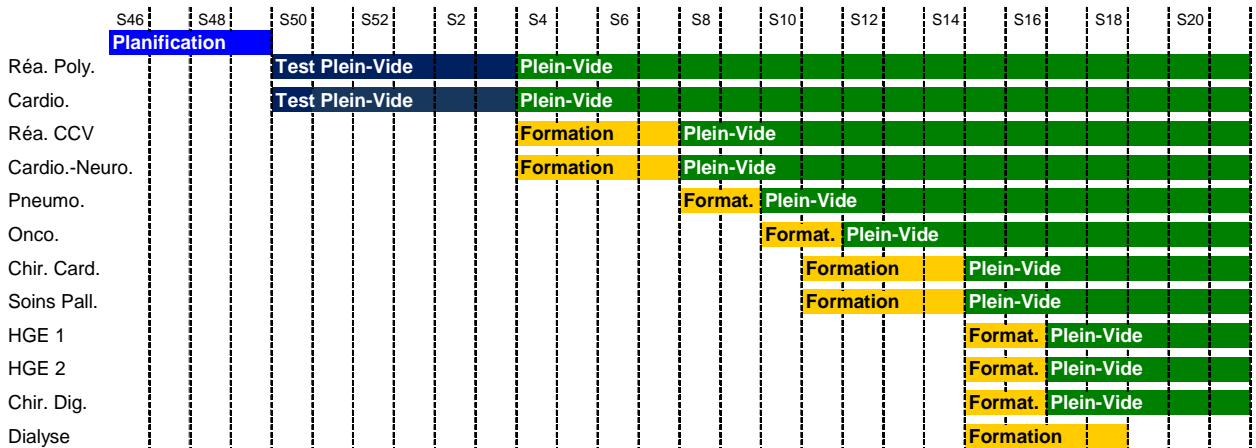 S46 S48 S50 S52 S2 S4 S6 S8 S10 S12 S14 S16 S18 S20
Planification
Réa. Poly. Test Plein-Vide Plein-Vide
Cardio. Test Plein-Vide Plein-Vide
Réa. CCV Formation Plein-Vide
Cardio.-Neuro. Formation Plein-Vide
Pneumo. Format. Plein-Vide
Onco. Format. Plein-Vide
Chir. Card. Formation Plein-Vide
Soins Pall. Formation Plein-Vide
HGE 1 Format. Plein-Vide
HGE 2 Format. Plein-Vide
Chir. Dig. Format. Plein-Vide
Dialyse Formation